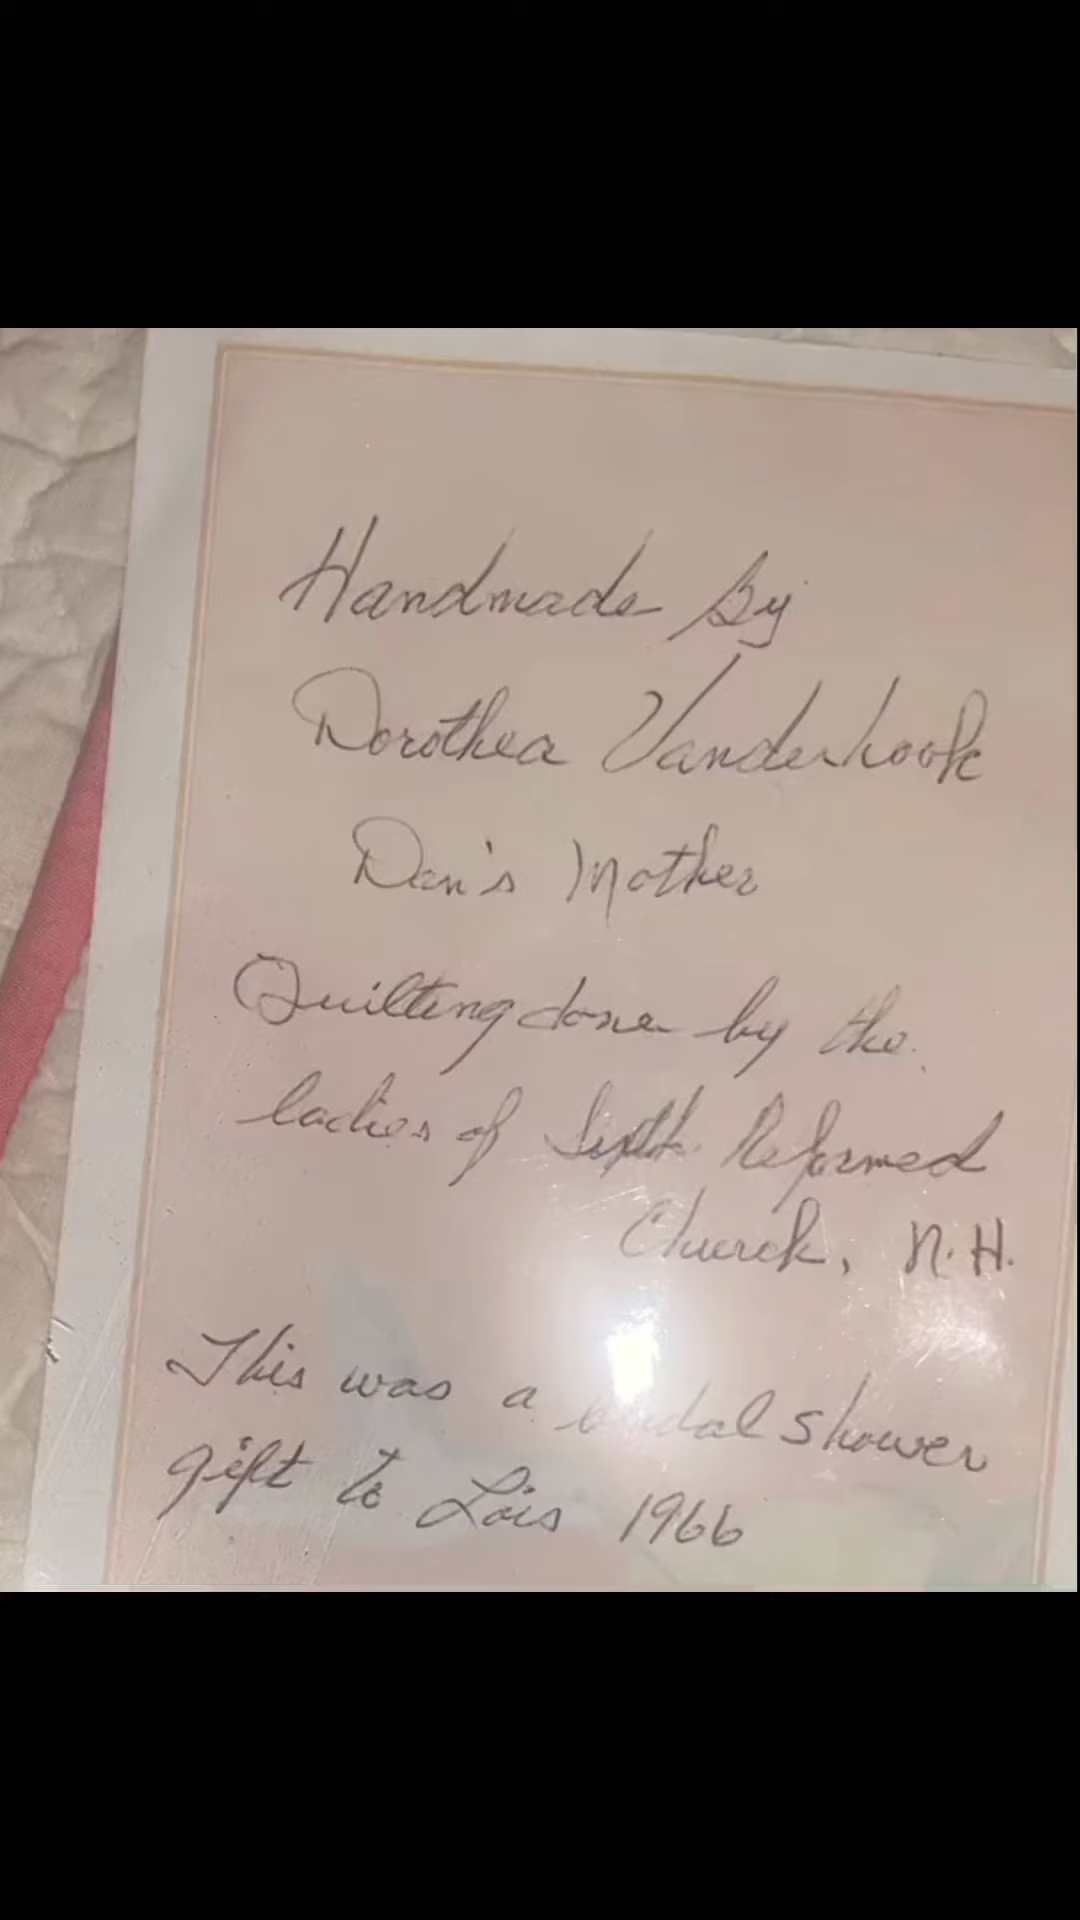 Handmade By
Dorothea Vanderhook
Dan's Mother
Quilting done by the
ladies of Sixth Reformed
Church, N.H.
This was a bridal shower
gift to Lois 1966